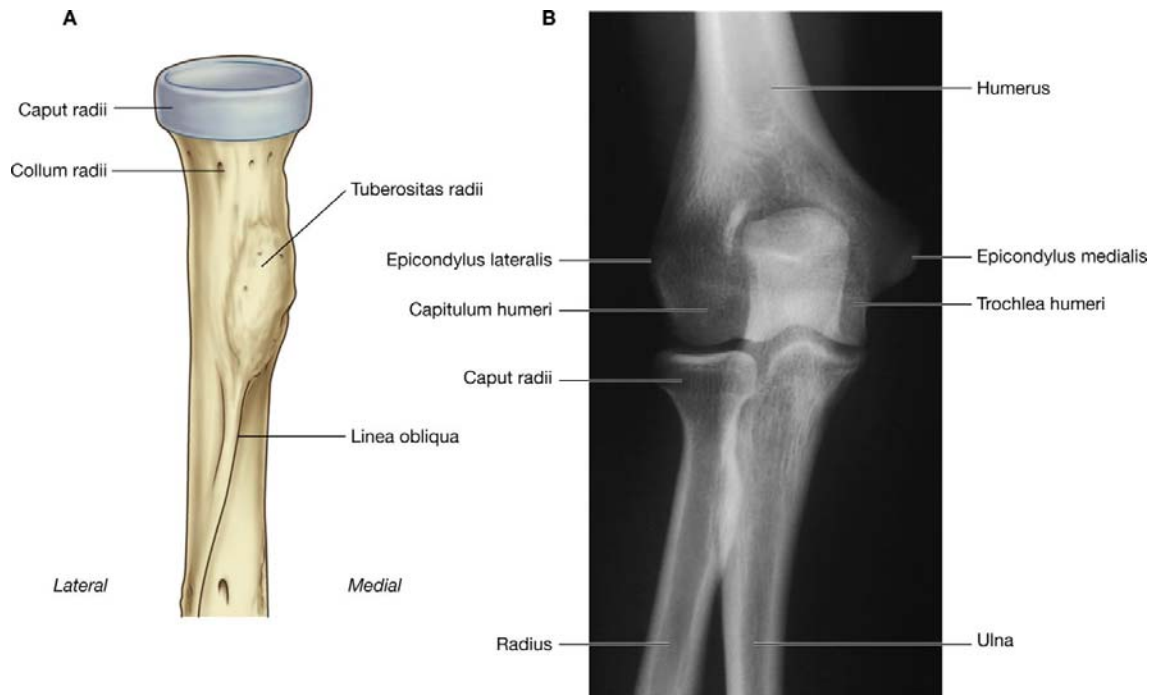 A
Caput radii
Collum radii
Tuberositas radii
Linea obliqua
Lateral
Medial
B
Humerus
Epicondylus lateralis
Epicondylus medialis
Capitulum humeri
Trochlea humeri
Caput radii
Radius
Ulna